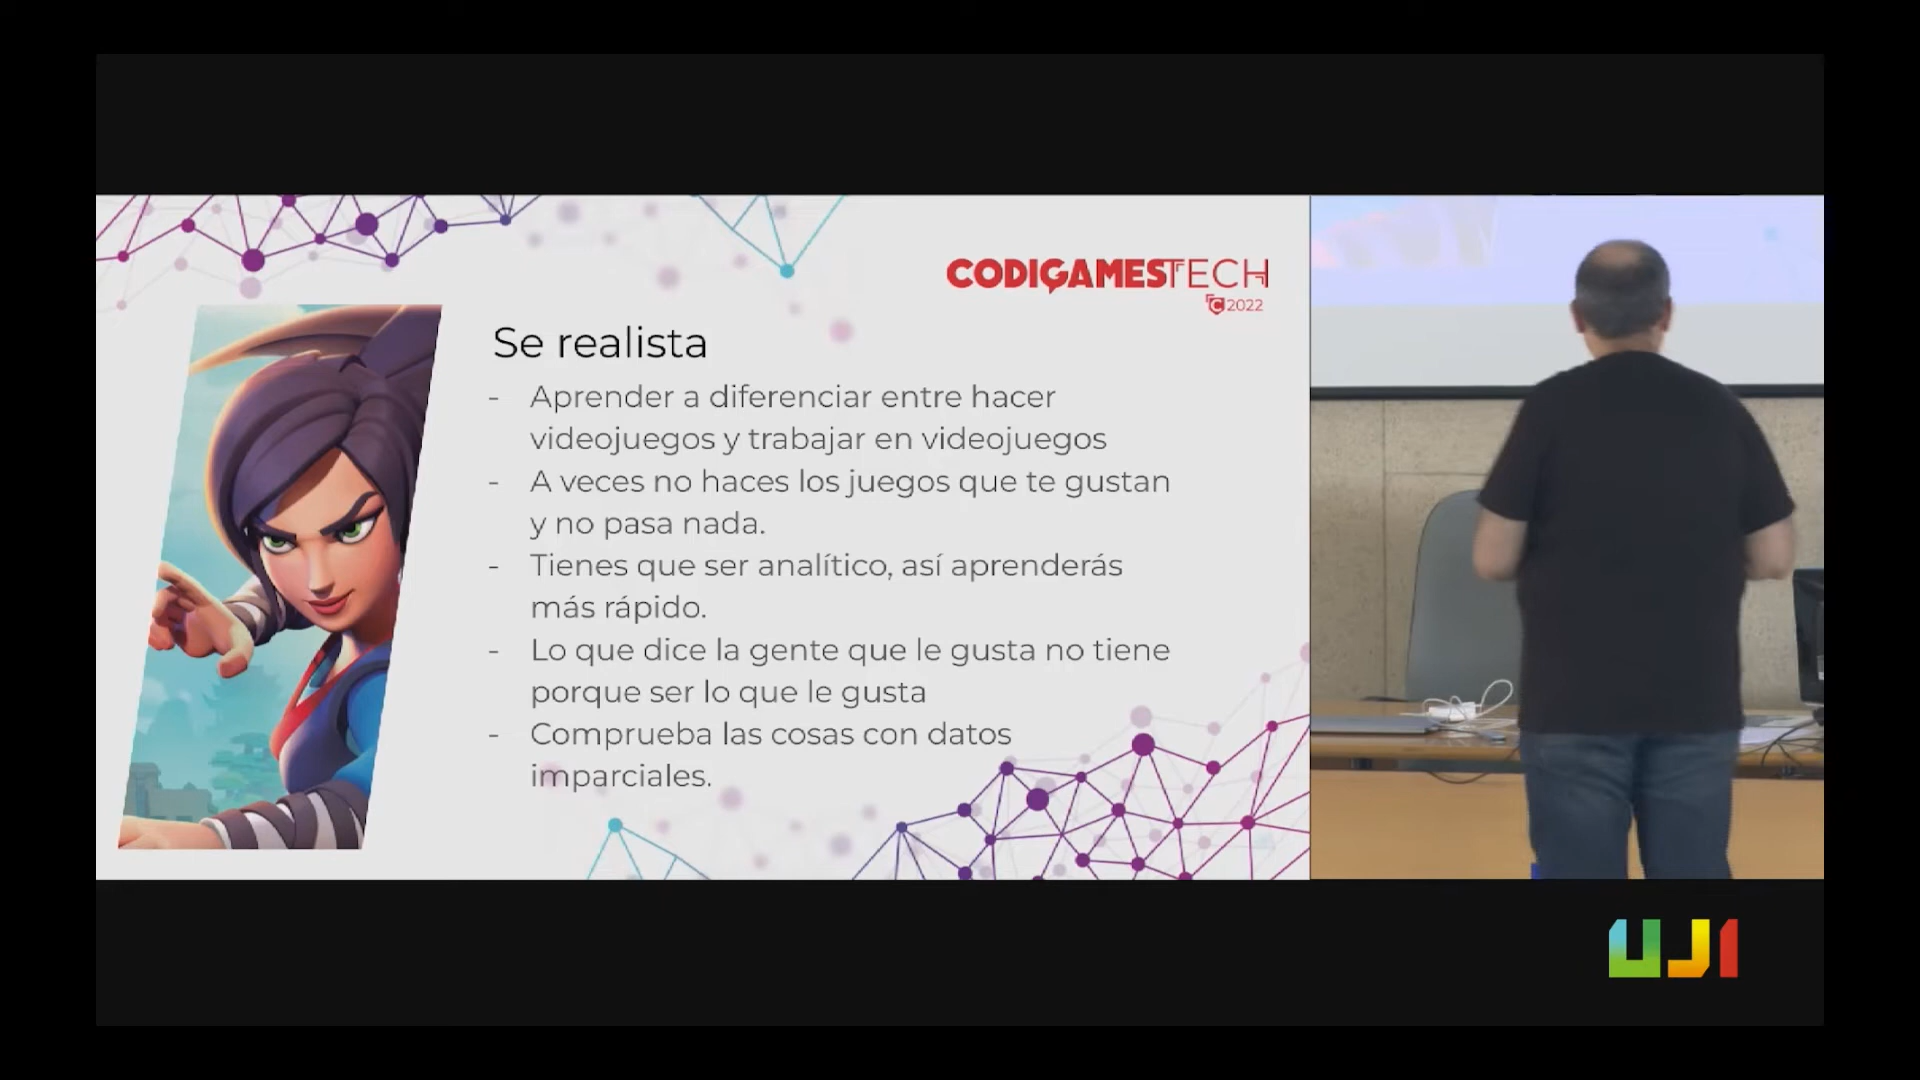 CODIGAMESTECH
C2022
Se realista
- Aprender a diferenciar entre hacer
videojuegos y trabajar en videojuegos
- A veces no haces los juegos que te gustan
y no pasa nada.
- Tienes que ser analítico, así aprenderás
más rápido.
- Lo que dice la gente que le gusta no tiene
porque ser lo que le gusta
- Comprueba las cosas con datos
imparciales.
UJI